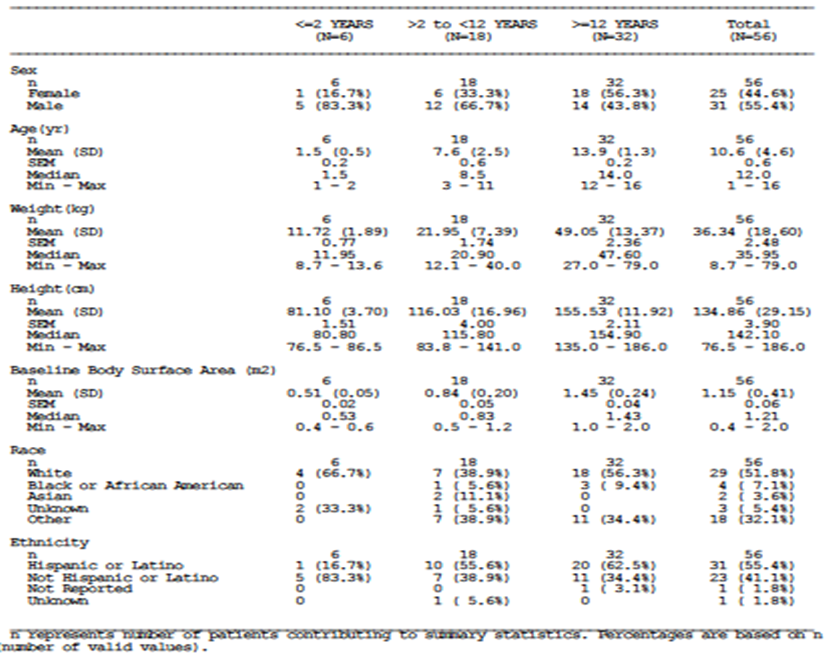 <=2 YEARS >2 to <12 YEARS >=12 YEARS Total
(N=6) (N=18) (N=32) (N=56)
Sex
n 6 18 32 56
Female 1 (16.7%) 6 (33.3%) 18 (56.3%) 25 (44.6%)
Male 5 (83.3%) 12 (66.7%) 14 (43.8%) 31 (55.4%)
Age(yr)
n 6 18 32 56
Mean (SD) 1.5 (0.5) 7.6 (2.5) 13.9 (1.3) 10.6 (4.6)
SEM 0.2 0.6 0.2 0.6
Median 1.5 8.5 14.0 12.0
Min - Max 1 - 2 3 - 11 12 - 16 1 - 16
Weight(kg)
n 6 18 32 56
Mean (SD) 11.72 (1.89) 21.95 (7.39) 49.05 (13.37) 36.34 (18.60)
SEM 0.77 1.74 2.36 2.48
Median 11.95 20.90 47.60 35.95
Min - Max 8.7 - 13.6 12.1 - 40.0 27.0 - 79.0 8.7 - 79.0
Height(cm)
n 6 18 32 56
Mean (SD) 81.10 (3.70) 116.03 (16.96) 155.53 (11.92) 134.86 (29.15)
SEM 1.51 4.00 2.11 3.90
Median 80.80 115.80 154.90 142.10
Min - Max 76.5 - 86.5 83.8 - 141.0 135.0 - 186.0 76.5 - 186.0
Baseline Body Surface Area (m2)
n 6 18 32 56
Mean (SD) 0.51 (0.05) 0.84 (0.20) 1.45 (0.24) 1.15 (0.41)
SEM 0.02 0.05 0.04 0.06
Median 0.53 0.83 1.43 1.21
Min - Max 0.4 - 0.6 0.5 - 1.2 1.0 - 2.0 0.4 - 2.0
Race
n 6 18 32 56
White 4 (66.7%) 7 (38.9%) 18 (56.3%) 29 (51.8%)
Black or African American 0 1 ( 5.6%) 3 ( 9.4%) 4 ( 7.1%)
Asian 0 2 (11.1%) 0 2 ( 3.6%)
Unknown 2 (33.3%) 1 ( 5.6%) 0 3 ( 5.4%)
Other 0 7 (38.9%) 11 (34.4%) 18 (32.1%)
Ethnicity
n 6 18 32 56
Hispanic or Latino 1 (16.7%) 10 (55.6%) 20 (62.5%) 31 (55.4%)
Not Hispanic or Latino 5 (83.3%) 7 (38.9%) 11 (34.4%) 23 (41.1%)
Not Reported 0 0 1 ( 3.1%) 1 ( 1.8%)
Unknown 0 1 ( 5.6%) 0 1 ( 1.8%)
n represents number of patients contributing to summary statistics. Percentages are based on n
(number of valid values).